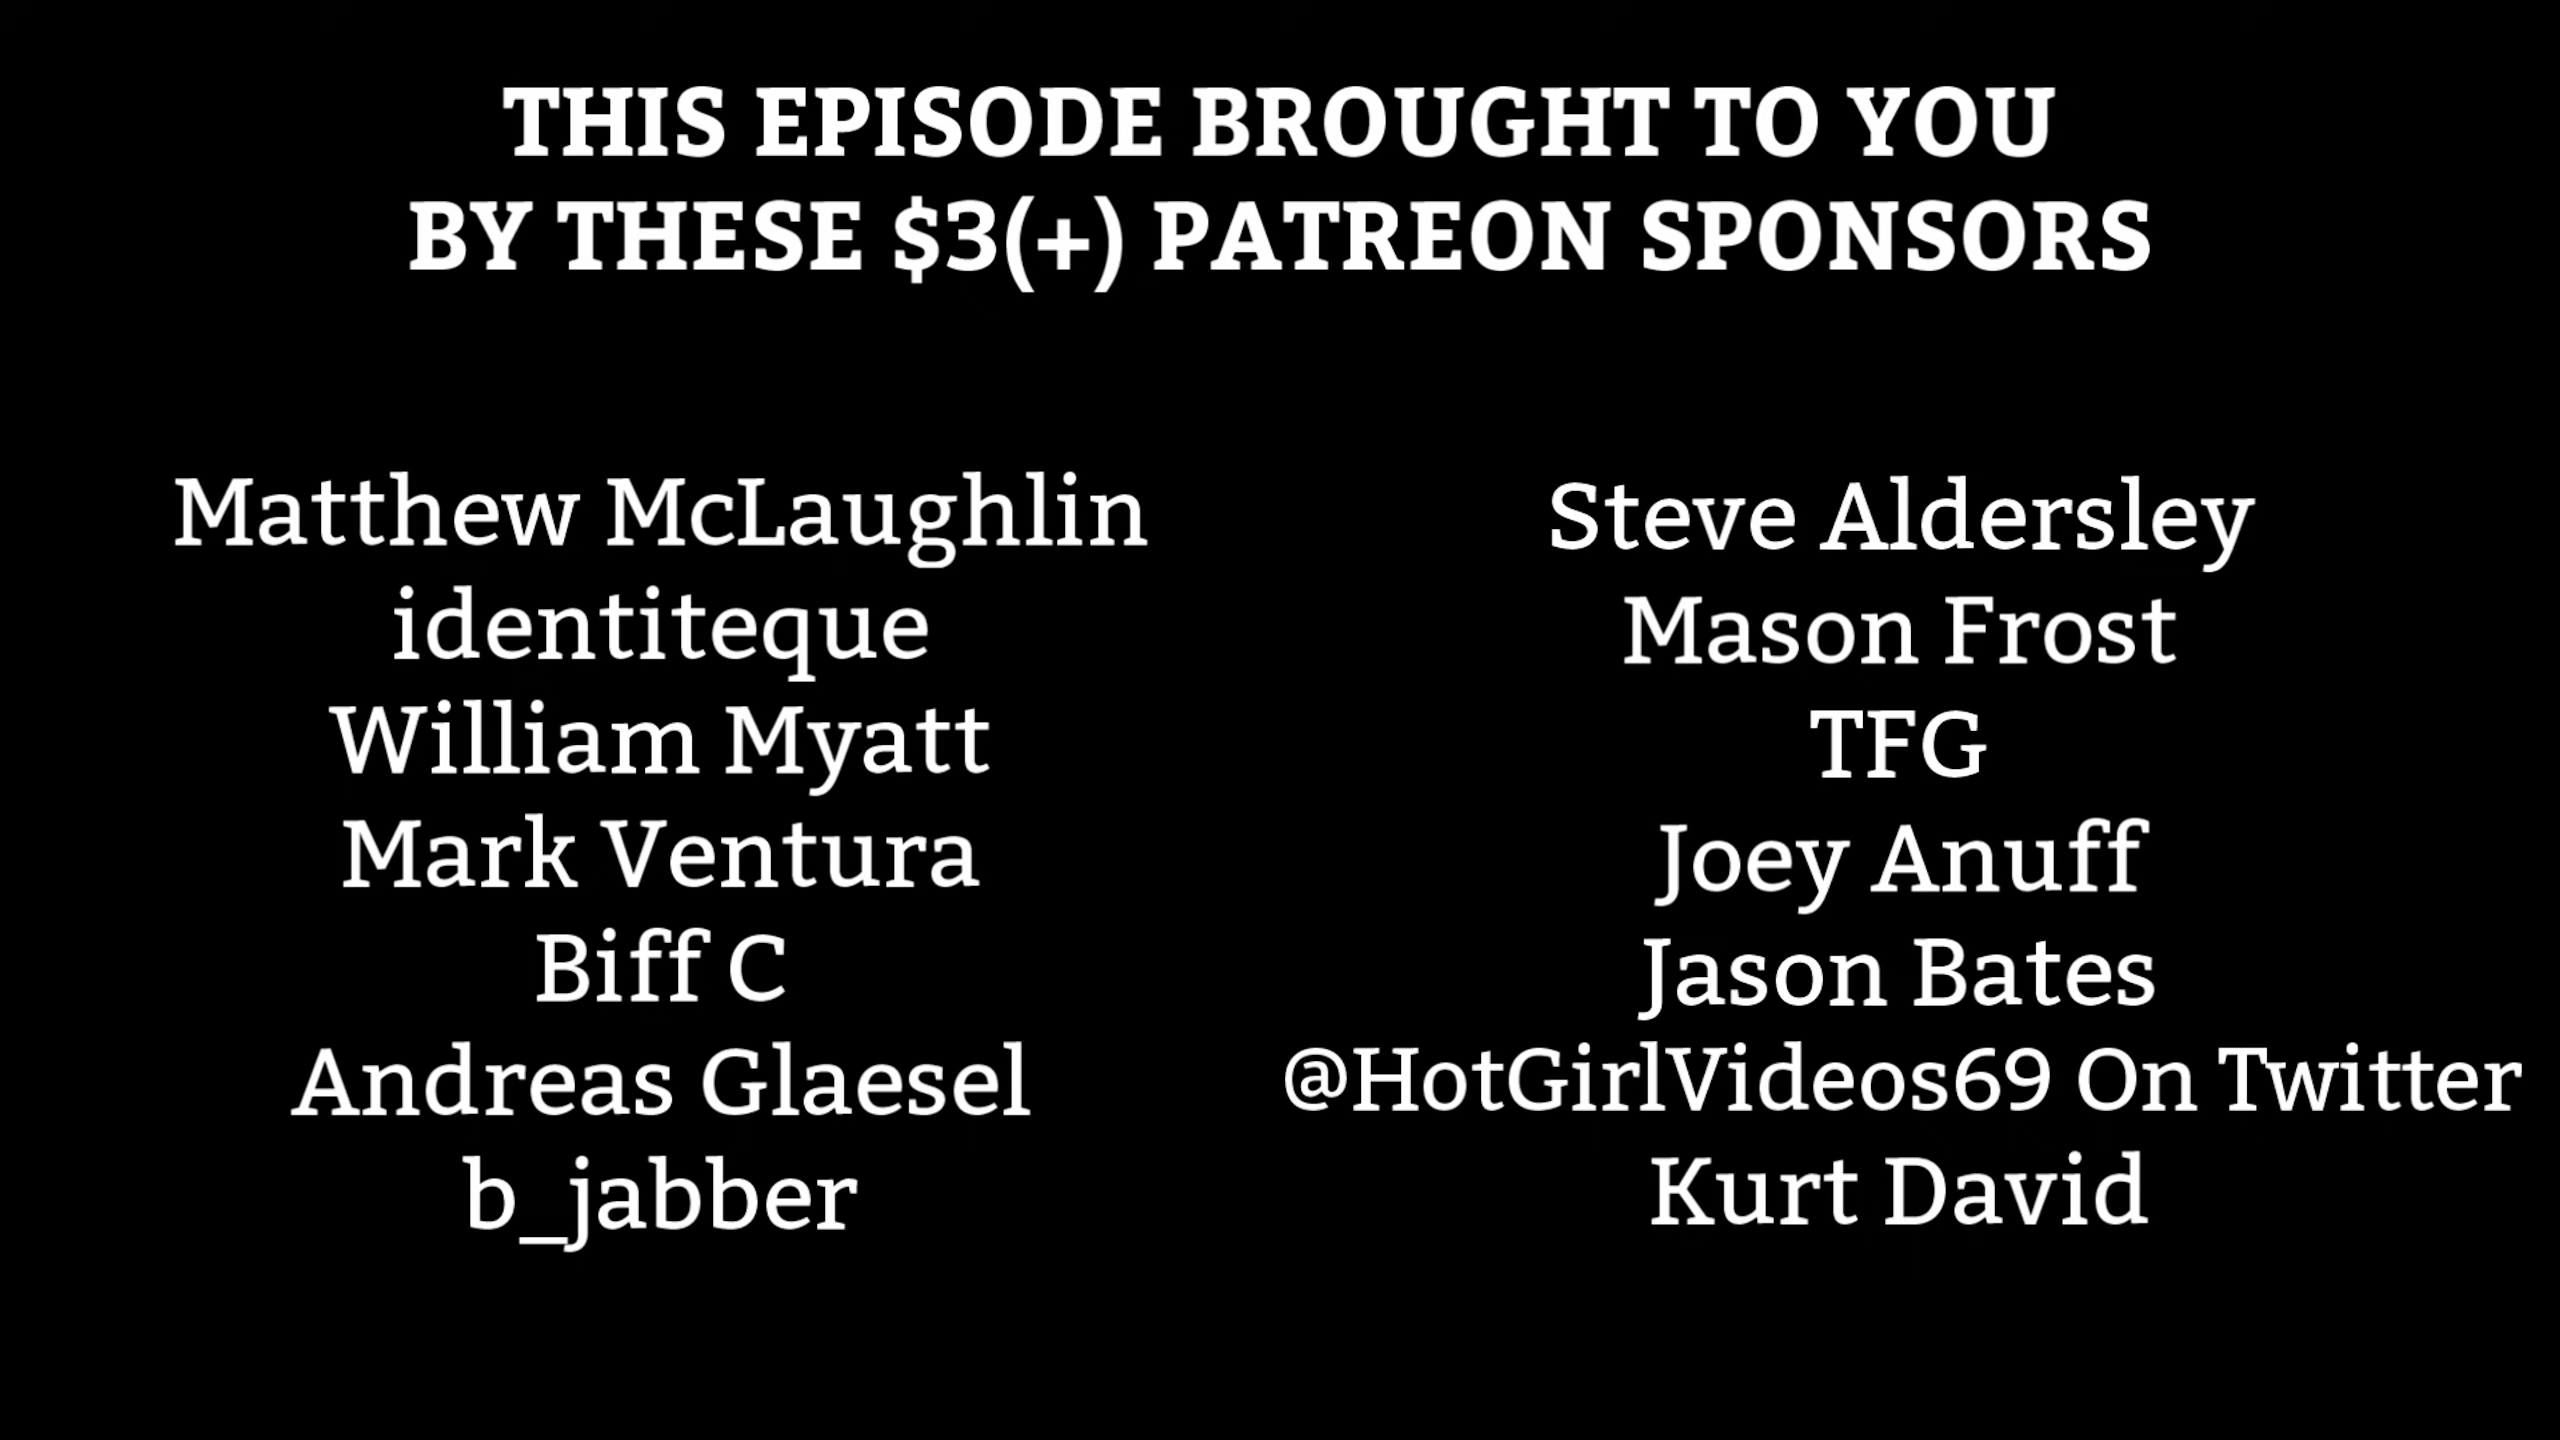 THIS EPISODE BROUGHT TO YOU
BY THESE $3(+) PATREON SPONSORS
Matthew McLaughlin
identiteque
William Myatt
Mark Ventura
Biff C
Andreas Glaesel
b_jabber
Steve Aldersley
Mason Frost
TFG
Joey Anuff
Jason Bates
@HotGirlVideos69 On Twitter
Kurt David